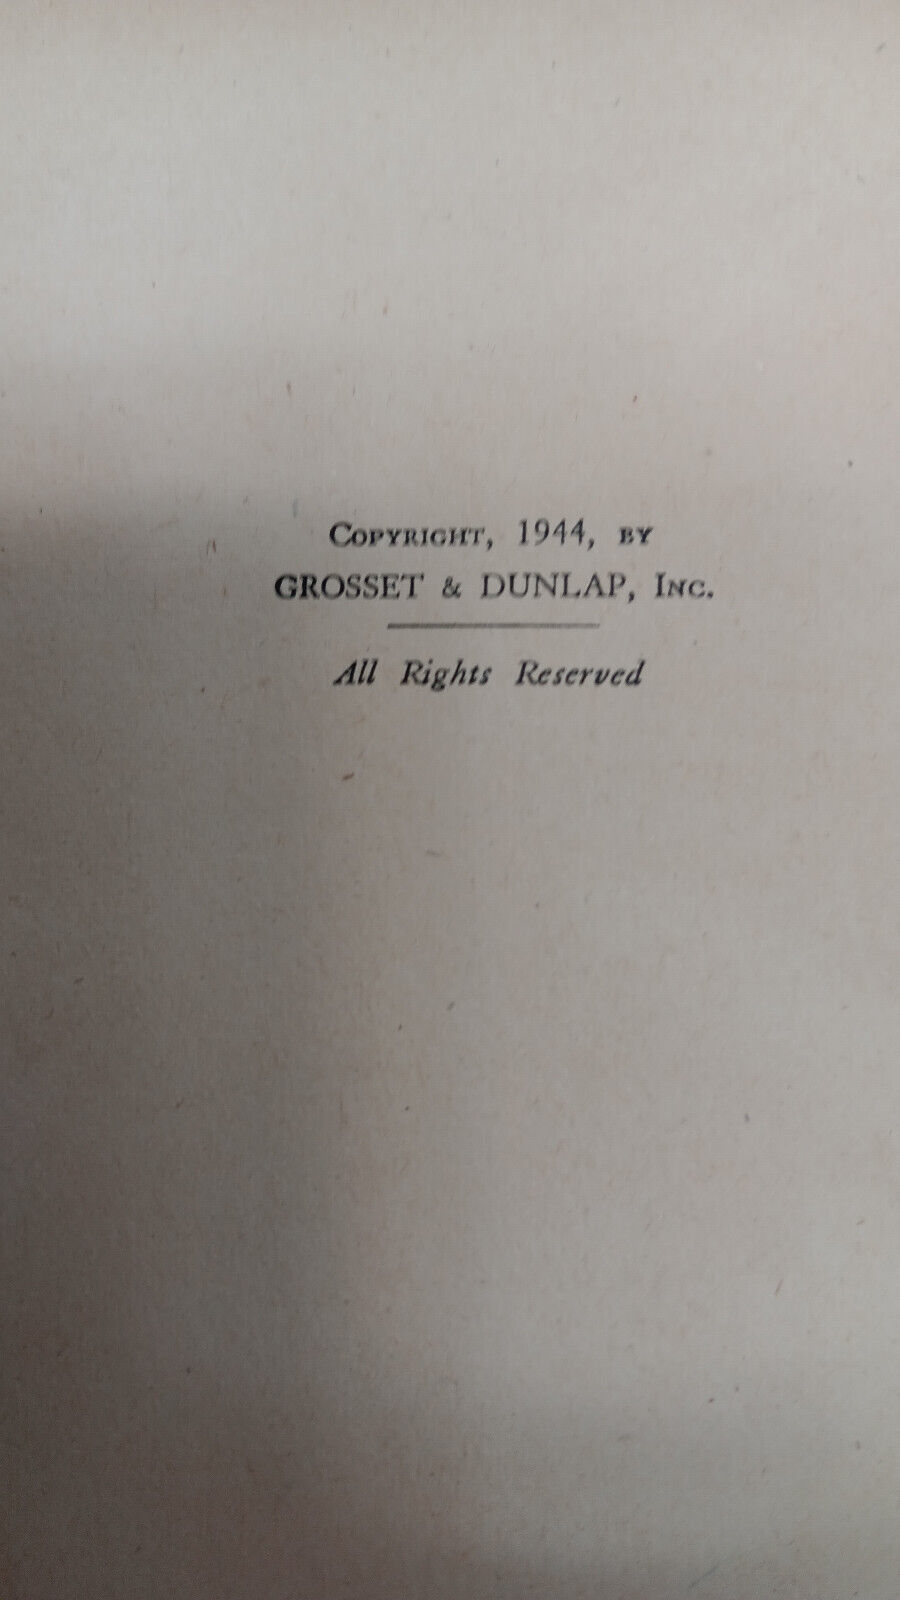 Copyright, 1944, by
GROSSET & DUNLAP, Inc.
All Rights Reserved